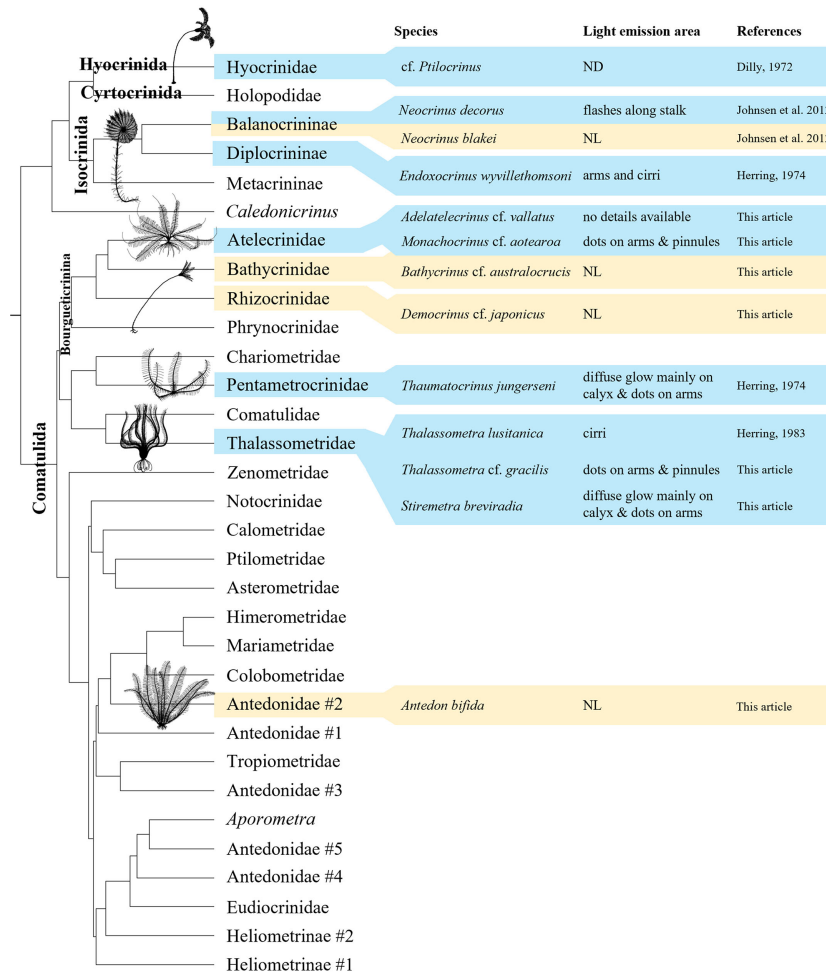 Species Light emission area References
Hyocrinida Hyocrinidae cf. Ptilocrinus ND Dilly, 1972
Cyrtocrinida Holopodidae
Balanocrininae Neocrinus decorus flashes along stalk Johnsen et al. 201
Neocrinus blakei NL Johnsen et al. 201
Isocrinida
Diplocrininae
Metacrininae Endoxocrinus wyvillethomsoni arms and cirri Herring, 1974
Caledonicrinus Adelatelecrinus cf. vallatus no details available This article
Atelecrinidae Monachocrinus cf. aotearoa dots on arms & pinnules This article
Bathycrinidae Bathycrinus cf. australocrucis NL This article
Bourgueticrinina
Rhizocrinidae Democrinus cf. japonicus NL This article
Phrynocrinidae
Chariometridae
Pentametrocrinidae Thaumatocrinus jungerseni diffuse glow mainly on
calyx & dots on arms Herring, 1974
Comatulidae
Thalassometridae Thalassometra lusitanica cirri Herring, 1983
Comatulida
Zenometridae Thalassometra cf. gracilis dots on arms & pinnules This article
Notocrinidae Stiremetra breviradia diffuse glow mainly on
calyx & dots on arms This article
Calometridae
Ptilometridae
Asterometridae
Himerometridae
Mariametridae
Colobometridae
Antedonidae #2 Antedon bifida NL This article
Antedonidae #1
Tropiometridae
Antedonidae #3
Aporometra
Antedonidae #5
Antedonidae #4
Eudiocrinidae
Heliometrinae #2
Heliometrinae #1